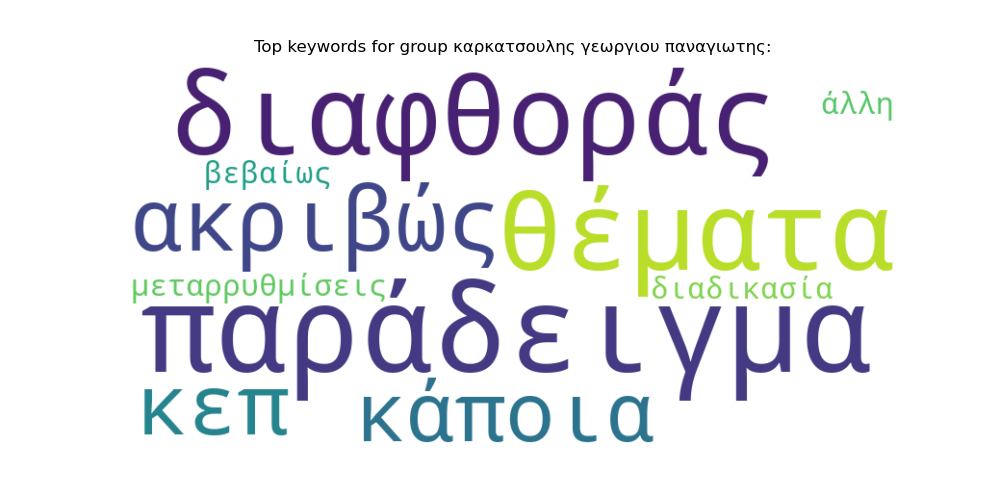 Top keywords for group καρκατσουλης γεωργιου παναγιωτης:
διαφθοράς
άλλη
βεβαίως
ακριβώς
θέματα
μεταρρυθμίσεις
διαδικασία
παράδειγμα
κεπ
κάποια